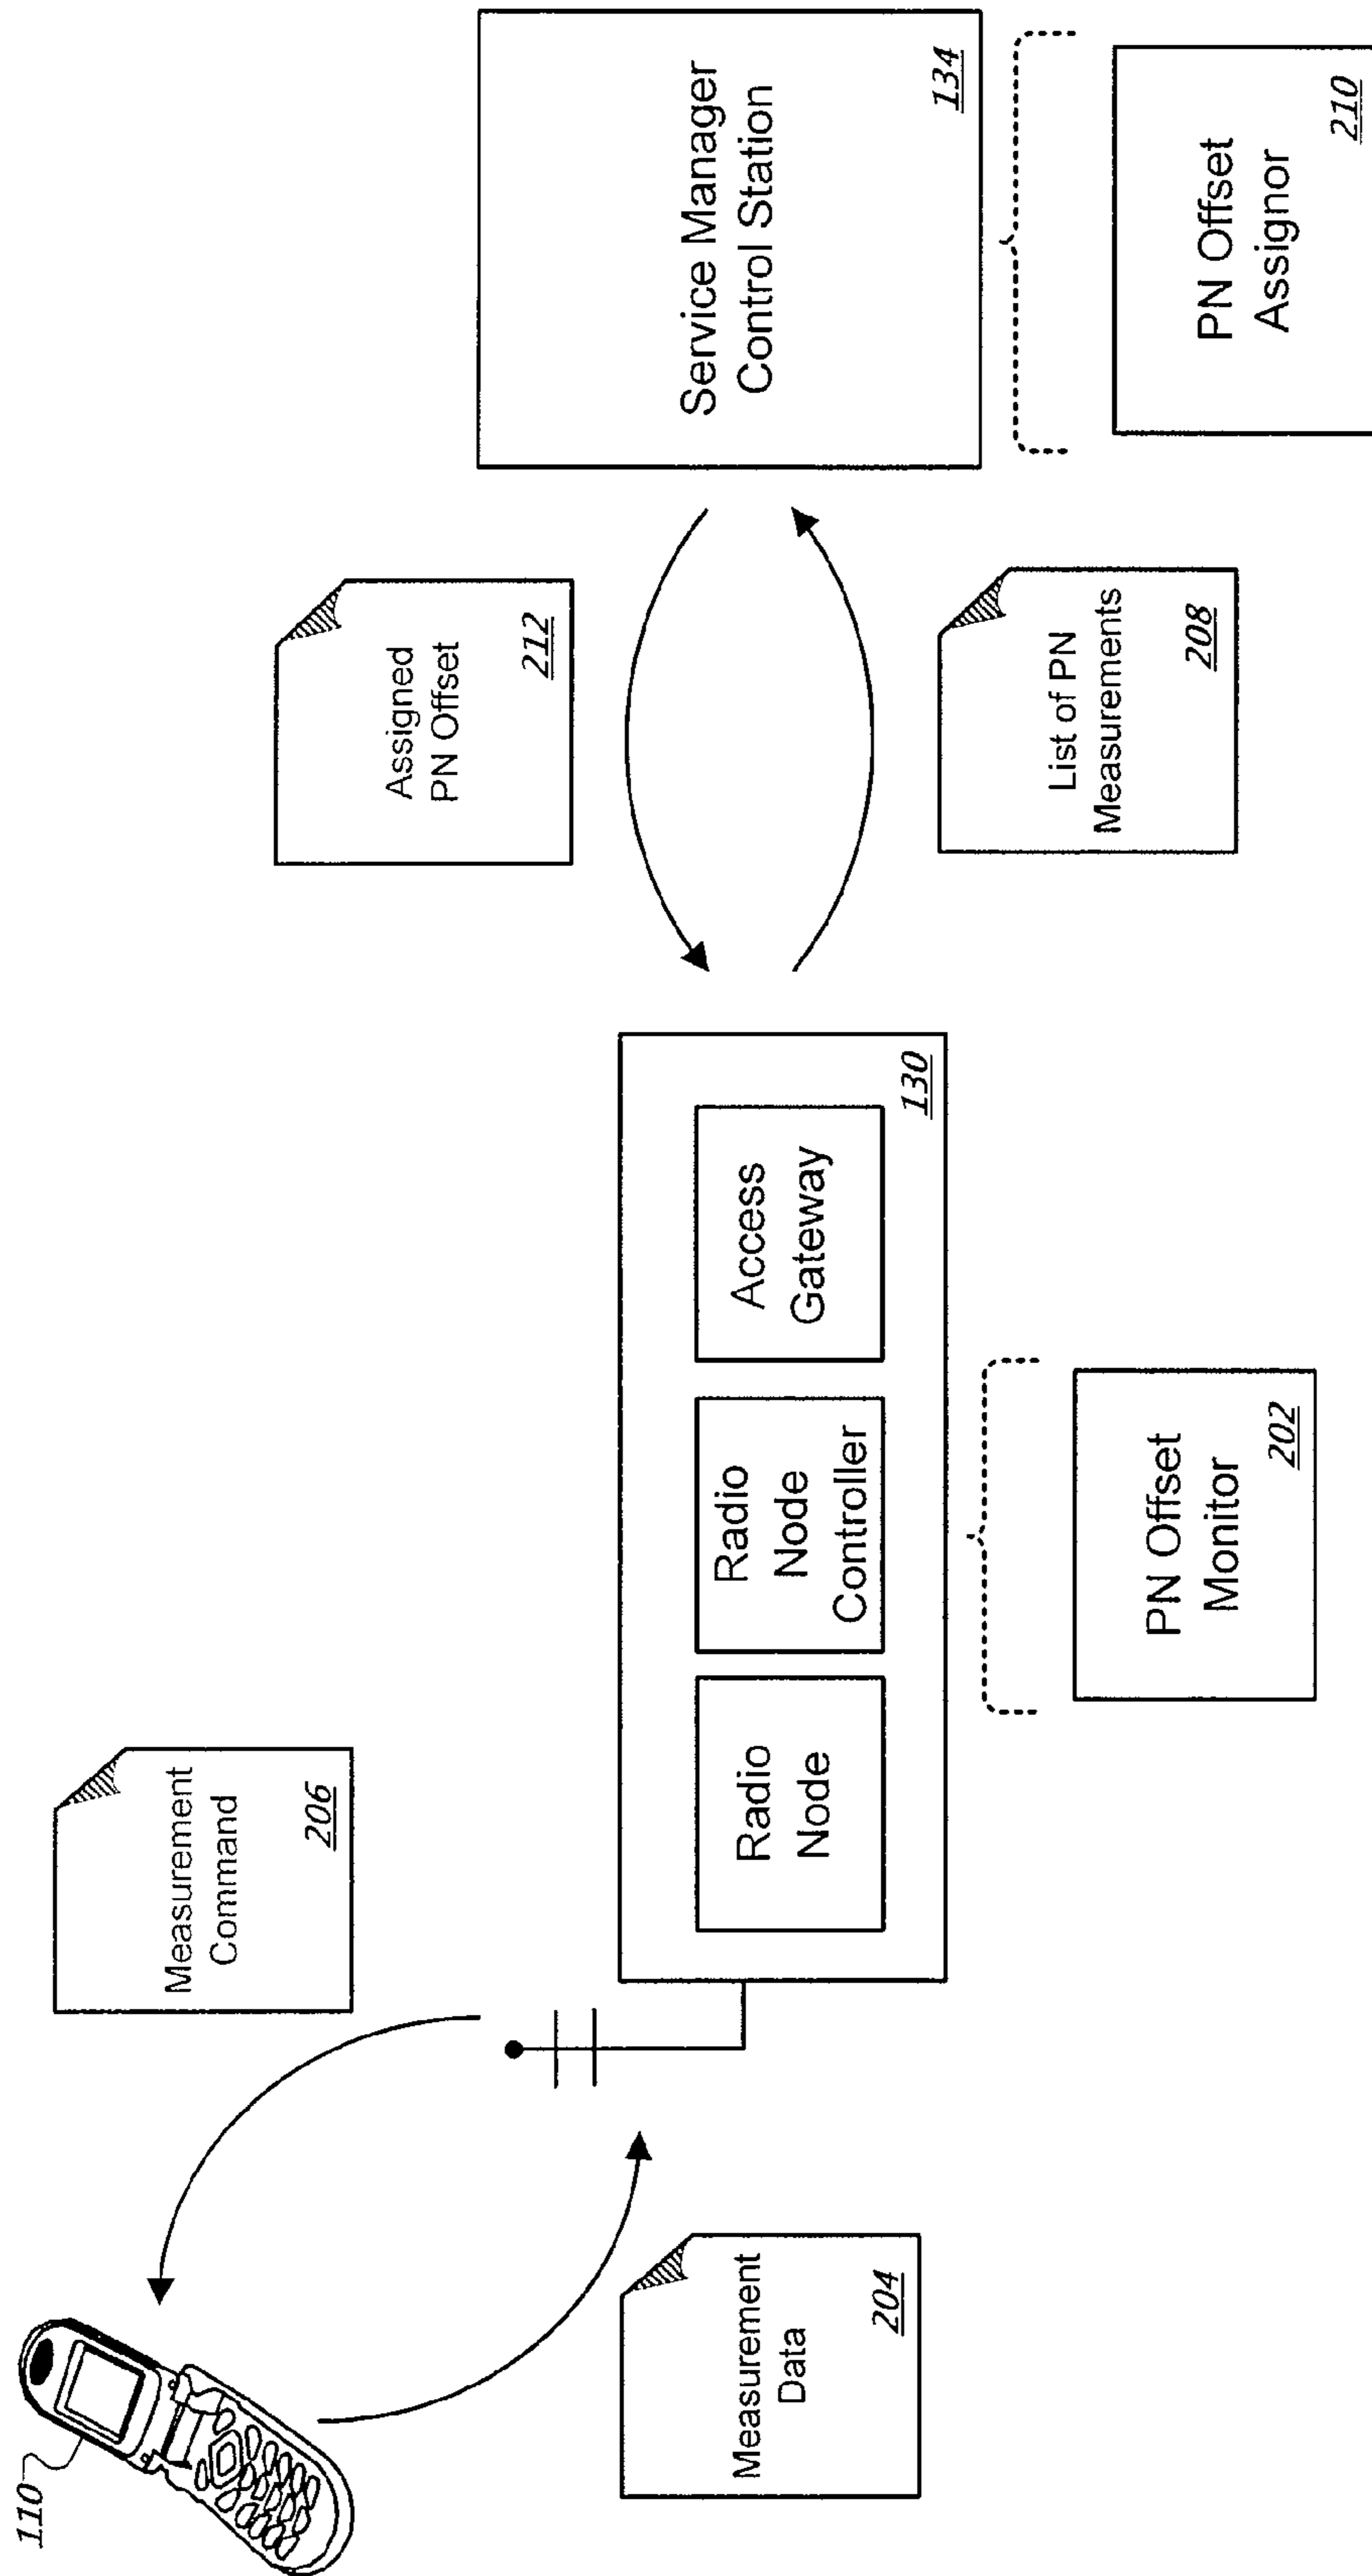 110
Measurement
Command
206
Measurement
Data
204
Radio
Node
Radio
Node
Controller
Access
Gateway
130
PN Offset
Monitor
202
Assigned
PN Offset
212
List of PN
Measurements
208
Service Manager
Control Station
134
PN Offset
Assignor
210